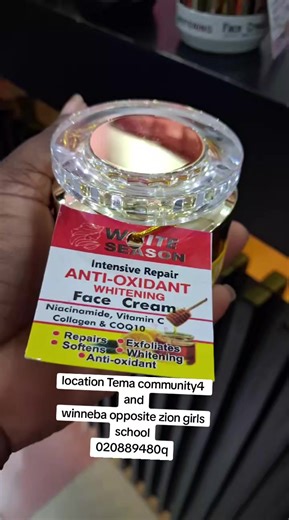 WHITE
SEASON
Intensive Repair
ANTI-OXIDANT
WHITENING
Face Cream
Niacinamide, Vitamin C
Collagen & COQ10
Repairs Exfoliates
Softens Whitening
Anti-oxidant
location Tema community4
and
winneba opposite zion girls
school
020889480q